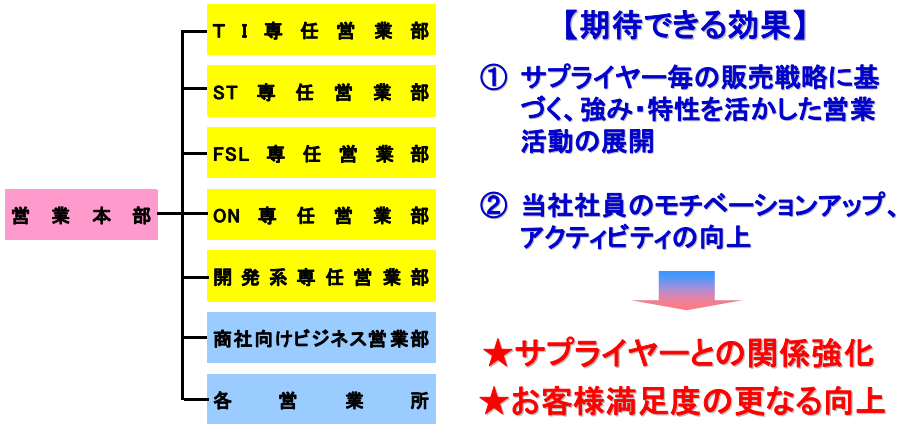 営業本部
TI専任営業部
ST専任営業部
FSL専任営業部
ON専任営業部
開発系専任営業部
商社向けビジネス営業部
各営業所
【期待できる効果】
① サプライヤー毎の販売戦略に基
づく、強み・特性を活かした営業
活動の展開
② 当社社員のモチベーションアップ、
アクティビティの向上
★サプライヤーとの関係強化
★お客様満足度の更なる向上